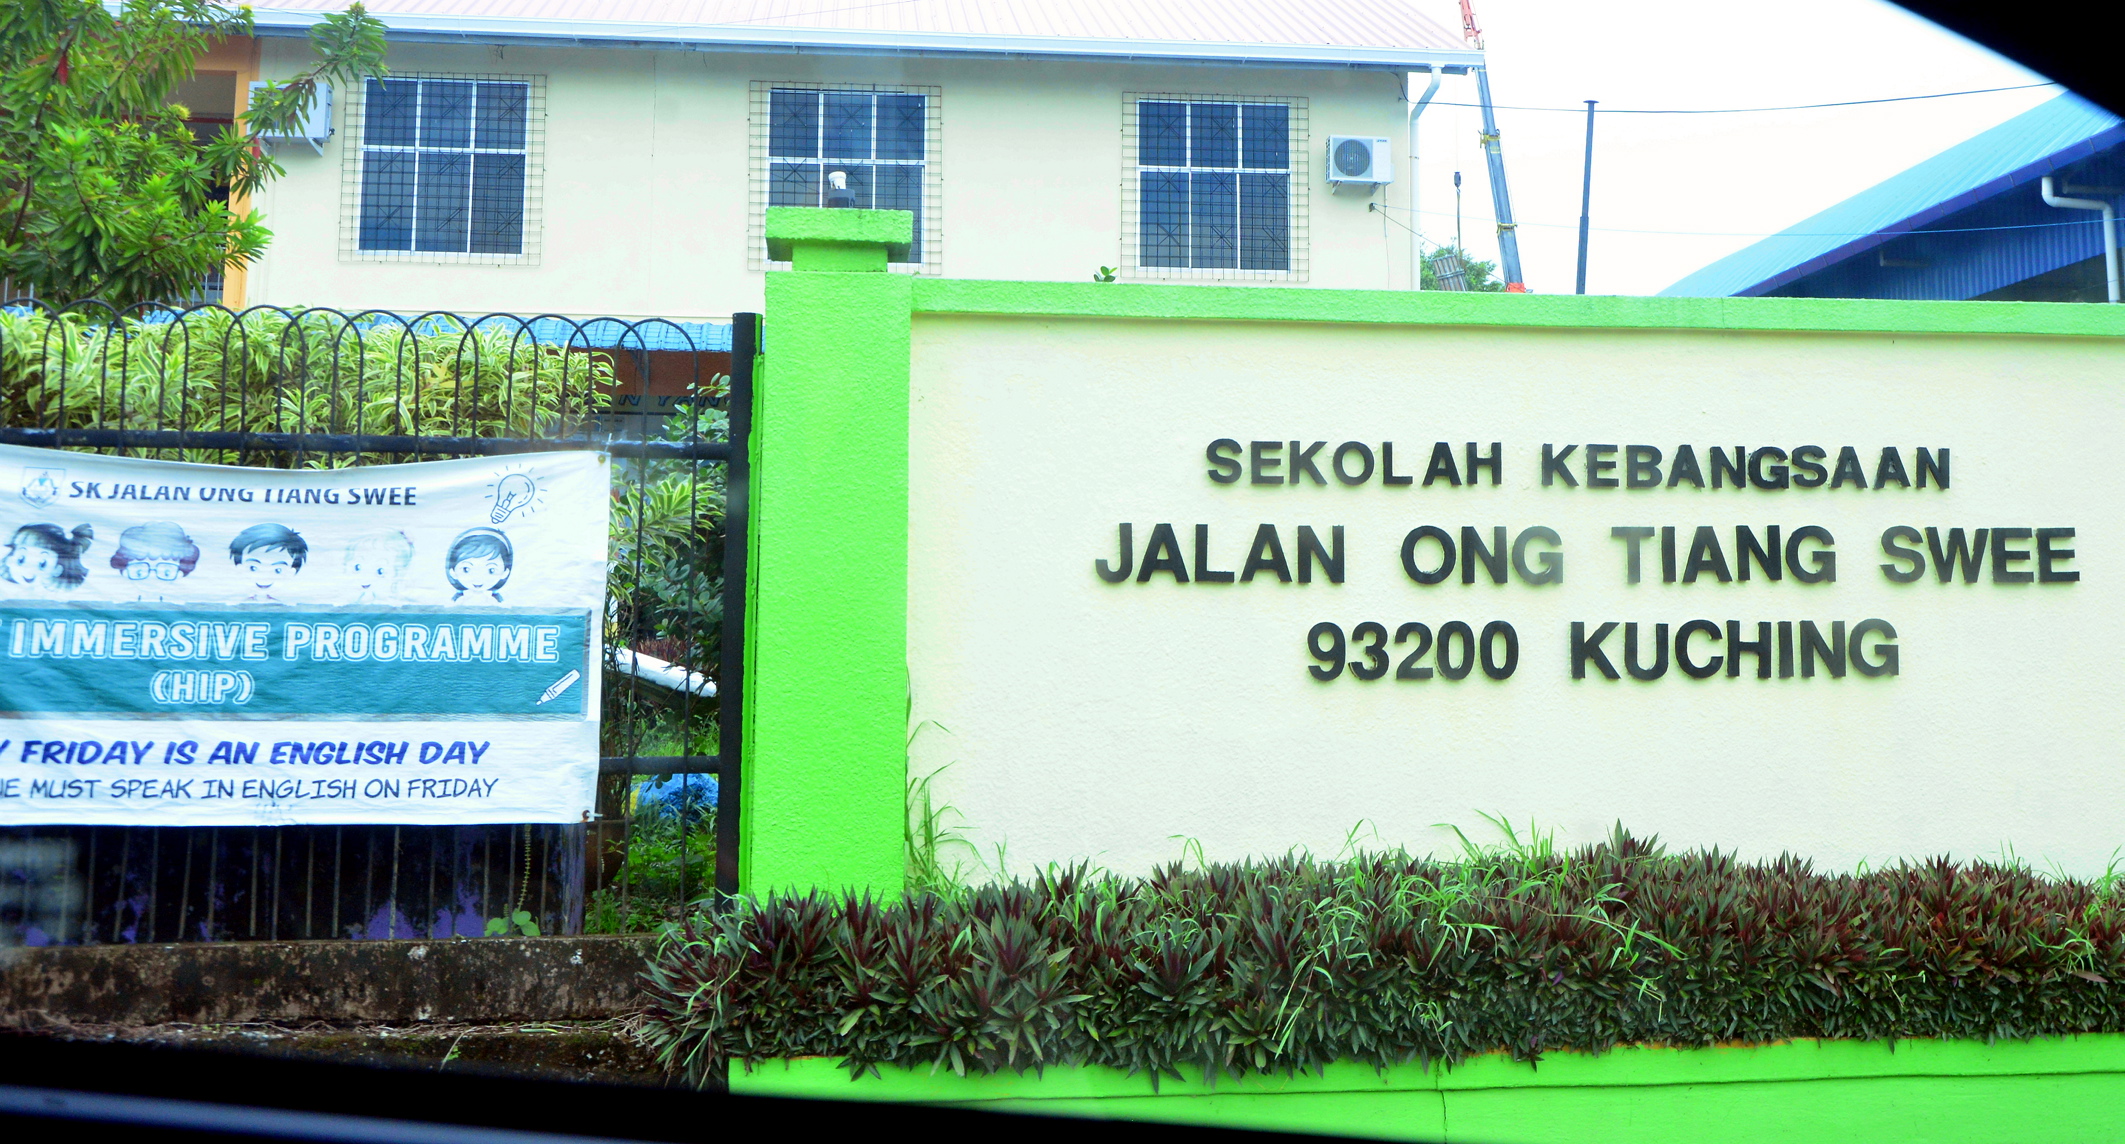 SK JALAN ONG TIANG SWEE
IMMERSIVE PROGRAMME
(HIP)
FRIDAY IS AN ENGLISH DAY
MUST SPEAK IN ENGLISH ON FRIDAY
SEKOLAH KEBANGSAAN
JALAN ONG TIANG SWEE
93200 KUCHING